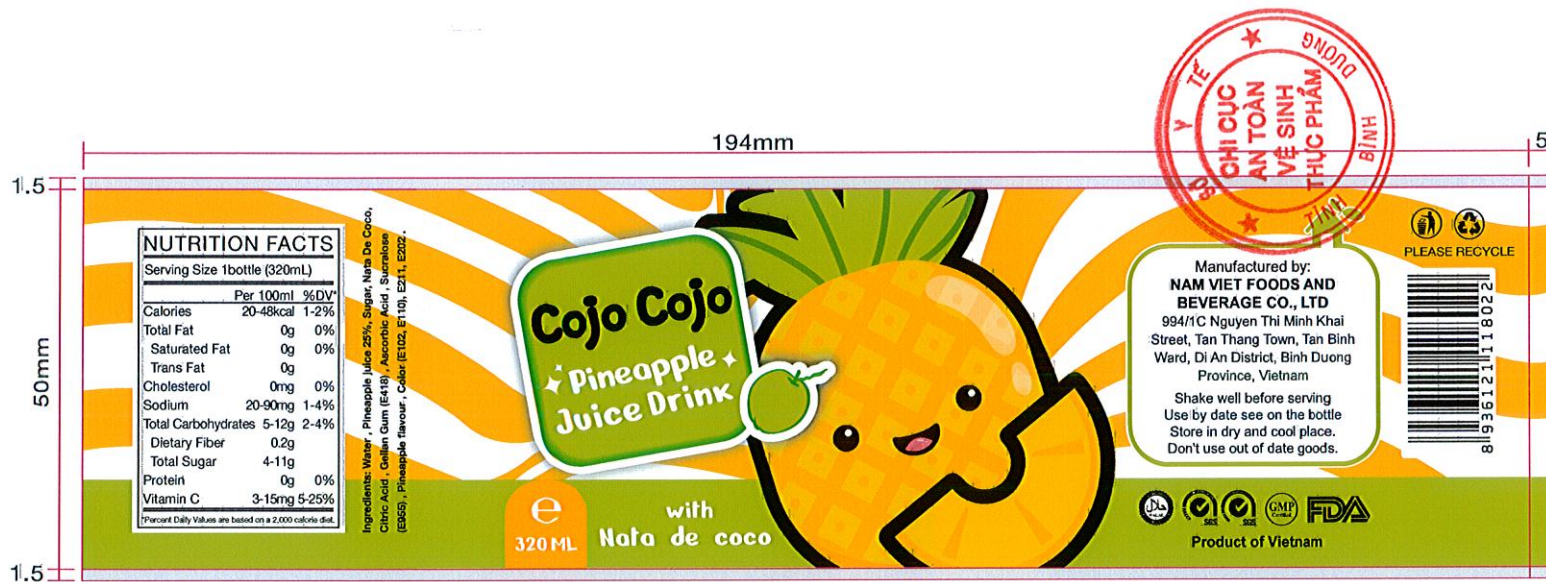 194mm
5
1.5
50mm
1.5
SỞ Y TẾ ★ TỈNH BÌNH DƯƠNG ★
CHI CỤC
AN TOÀN
VỆ SINH
THỰC PHẨM
NUTRITION FACTS
Serving Size 1bottle (320mL)
Per 100ml %DV*
Calories 20-48kcal 1-2%
Total Fat 0g 0%
Saturated Fat 0g 0%
Trans Fat 0g
Cholesterol 0mg 0%
Sodium 20-90mg 1-4%
Total Carbohydrates 5-12g 2-4%
Dietary Fiber 0.2g
Total Sugar 4-11g
Protein 0g 0%
Vitamin C 3-15mg 5-25%
*Percent Daily Values are based on a 2,000 calorie diet.
Ingredients: Water, Pineapple juice 25%, Sugar, Nata De Coco,
Citric Acid, Gellan Gum (E418), Ascorbic Acid, Sucralose
(E955), Pineapple flavour, Color (E102, E110), E211, E202.
Cojo Cojo
Pineapple
Juice Drink
e
320 ML
with
Nata de coco
Manufactured by:
NAM VIET FOODS AND
BEVERAGE CO., LTD
994/1C Nguyen Thi Minh Khai
Street, Tan Thang Town, Tan Binh
Ward, Di An District, Binh Duong
Province, Vietnam
Shake well before serving
Use by date see on the bottle
Store in dry and cool place.
Don't use out of date goods.
PLEASE RECYCLE
8 936121 118022
SGS
SGS
GMP
FDA
Product of Vietnam